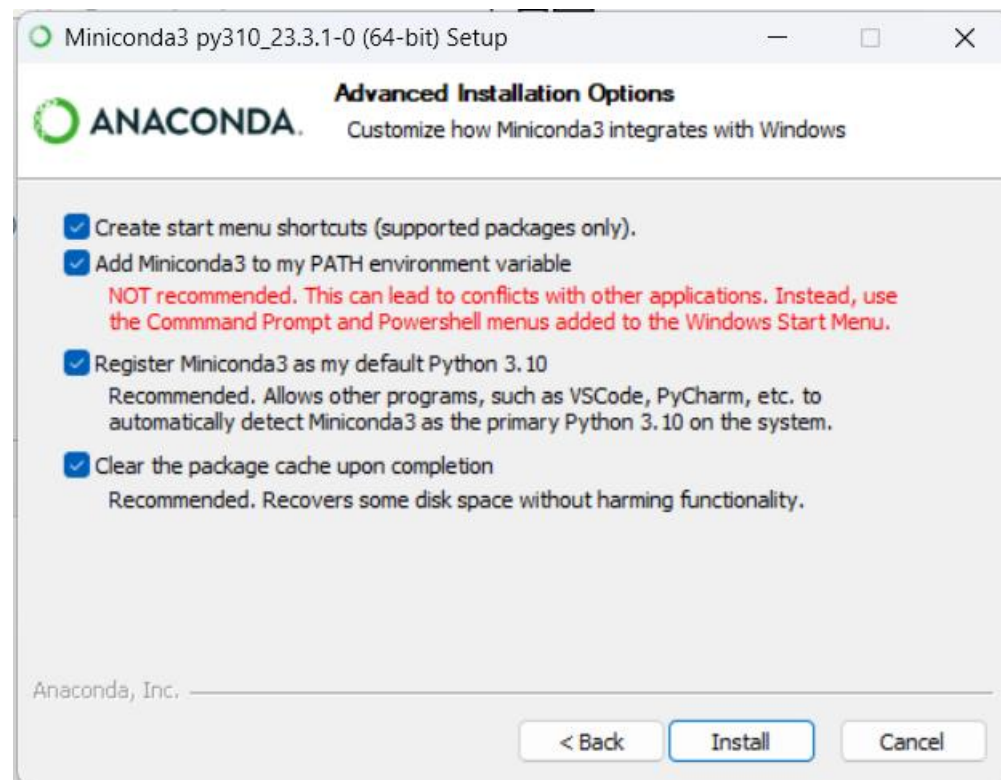 Miniconda3 py310_23.3.1-0 (64-bit) Setup
ANACONDA.
Advanced Installation Options
Customize how Miniconda3 integrates with Windows
Create start menu shortcuts (supported packages only).
Add Miniconda3 to my PATH environment variable
NOT recommended. This can lead to conflicts with other applications. Instead, use
the Commmand Prompt and Powershell menus added to the Windows Start Menu.
Register Miniconda3 as my default Python 3.10
Recommended. Allows other programs, such as VSCode, PyCharm, etc. to
automatically detect Miniconda3 as the primary Python 3.10 on the system.
Clear the package cache upon completion
Recommended. Recovers some disk space without harming functionality.
Anaconda, Inc.
< Back
Install
Cancel